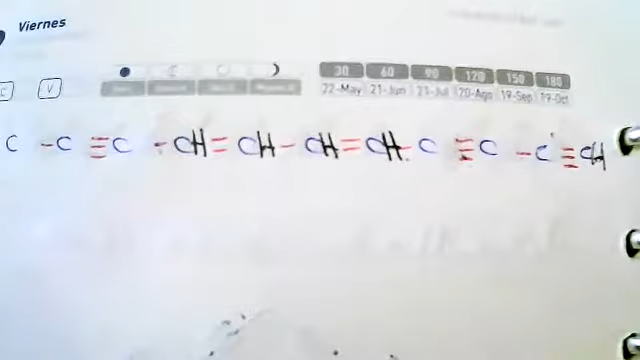 Viernes
C V
30 60 90 120 150 180
22-May 21-Jun 21-Jul 20-Ago 19-Sep 19-Oct
C - C ≡ C - CH = CH - CH = CH - C ≡ C - C ≡ CH